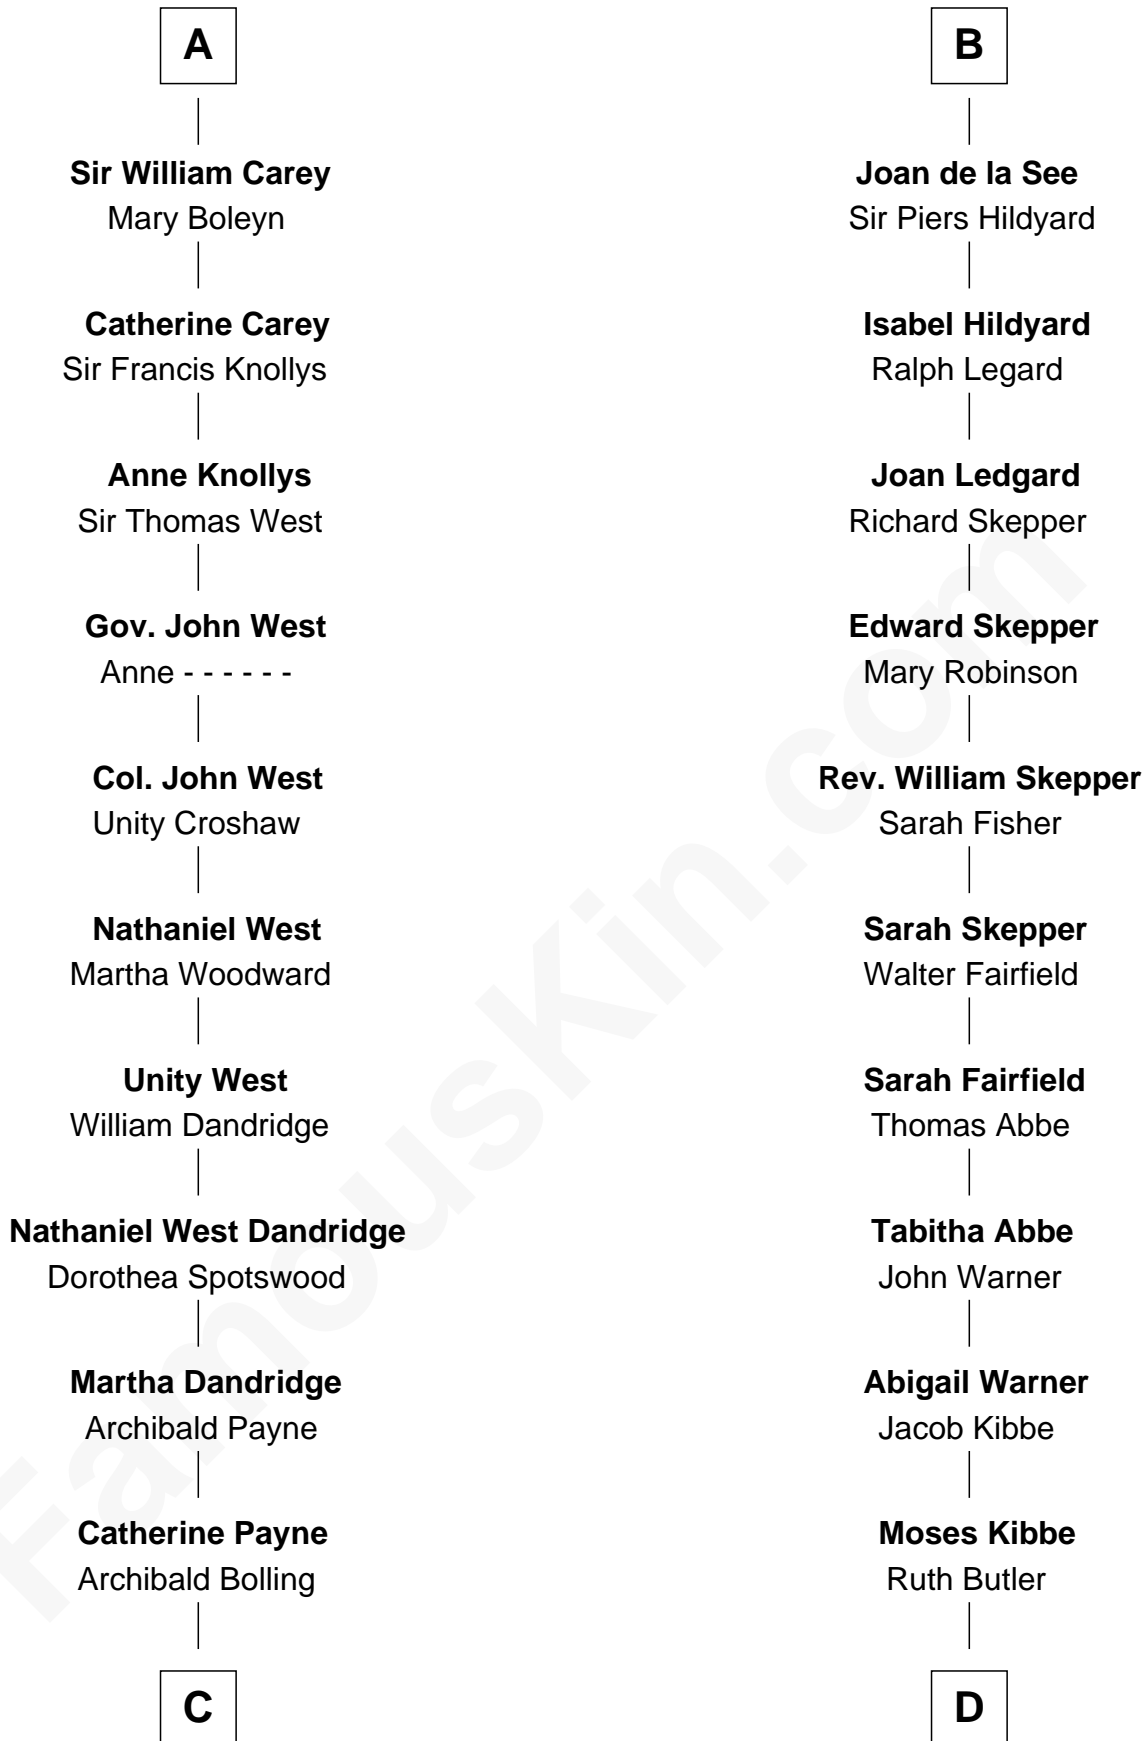 A
Sir William Carey
Mary Boleyn
Catherine Carey
Sir Francis Knollys
Anne Knollys
Sir Thomas West
Gov. John West
Anne - - - - - -
Col. John West
Unity Croshaw
Nathaniel West
Martha Woodward
Unity West
William Dandridge
Nathaniel West Dandridge
Dorothea Spotswood
Martha Dandridge
Archibald Payne
Catherine Payne
Archibald Bolling
C
B
Joan de la See
Sir Piers Hildyard
Isabel Hildyard
Ralph Legard
Joan Ledgard
Richard Skepper
Edward Skepper
Mary Robinson
Rev. William Skepper
Sarah Fisher
Sarah Skepper
Walter Fairfield
Sarah Fairfield
Thomas Abbe
Tabitha Abbe
John Warner
Abigail Warner
Jacob Kibbe
Moses Kibbe
Ruth Butler
D
FamousKin.com